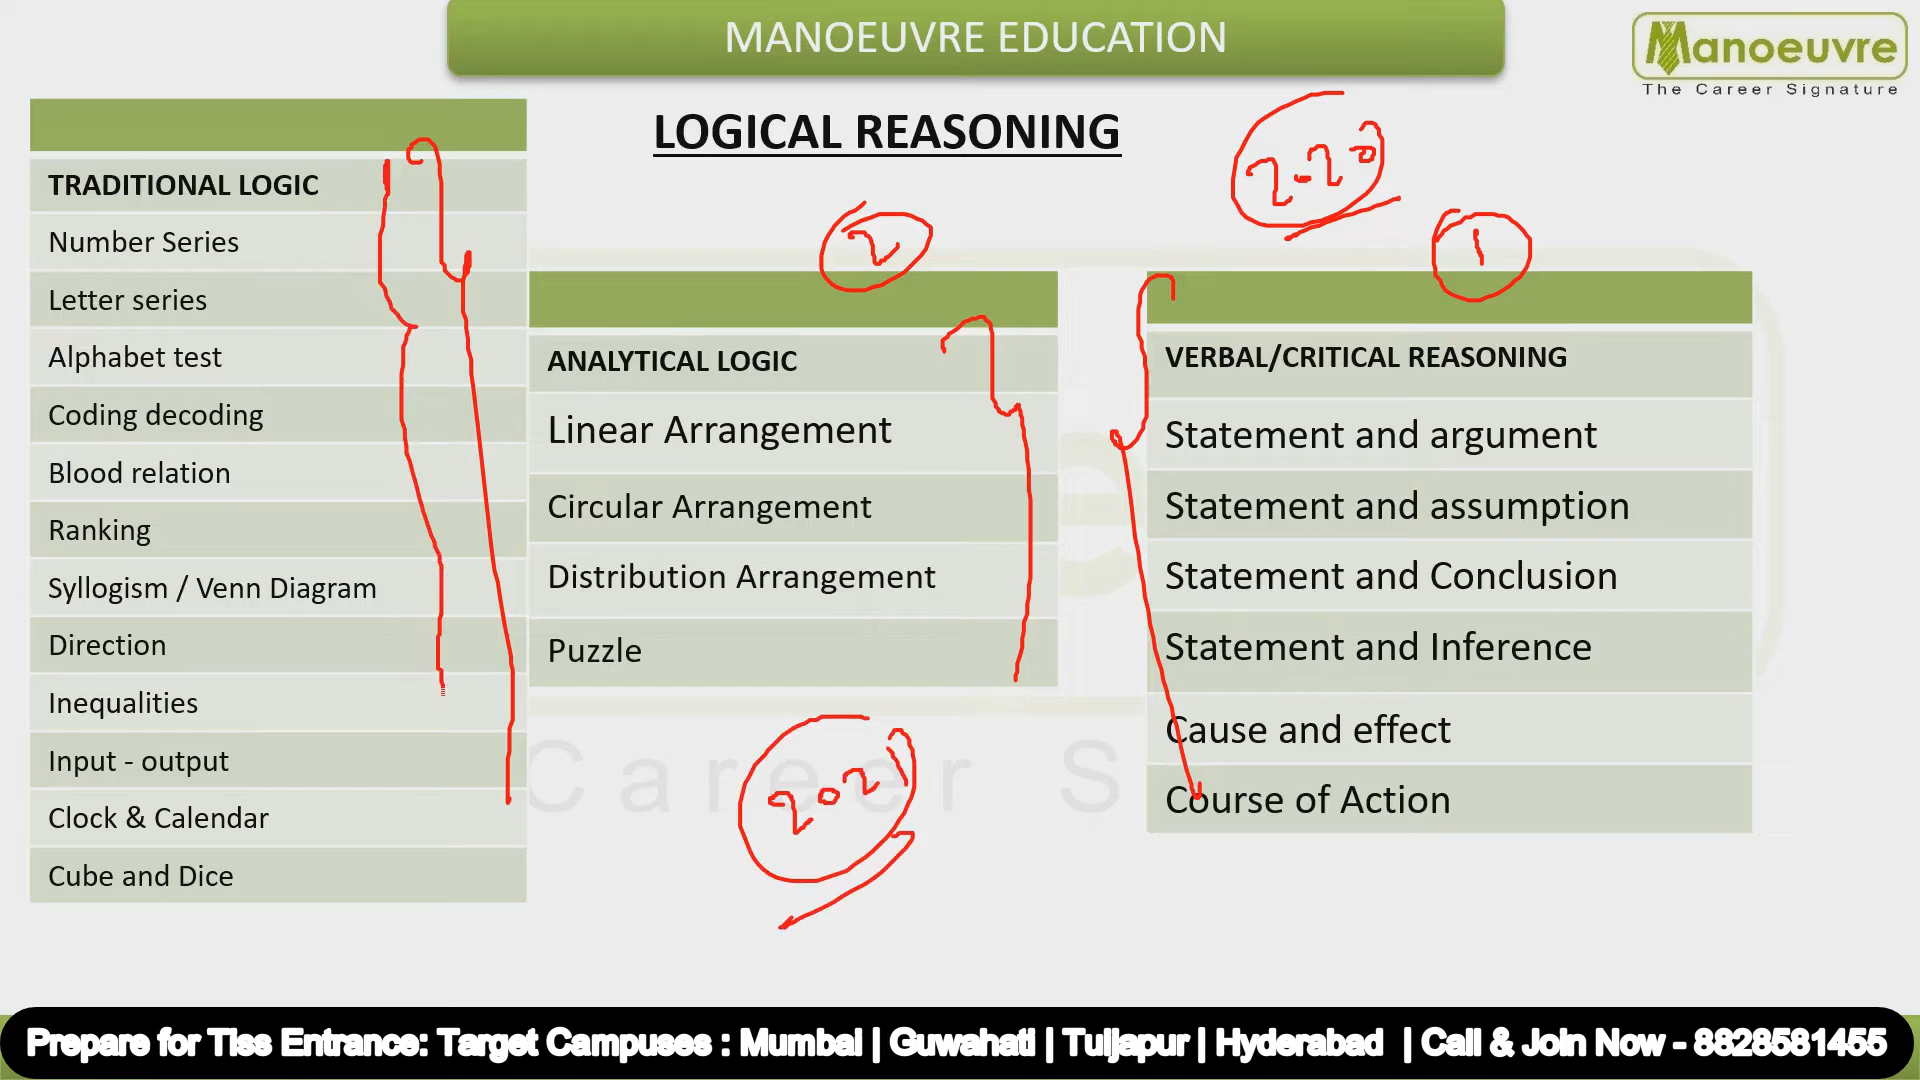 MANOEUVRE EDUCATION
Manoeuvre
The Career Signature
LOGICAL REASONING
TRADITIONAL LOGIC
Number Series
Letter series
Alphabet test
Coding decoding
Blood relation
Ranking
Syllogism / Venn Diagram
Direction
Inequalities
Input - output
Clock & Calendar
Cube and Dice
2
ANALYTICAL LOGIC
Linear Arrangement
Circular Arrangement
Distribution Arrangement
Puzzle
1
VERBAL/CRITICAL REASONING
Statement and argument
Statement and assumption
Statement and Conclusion
Statement and Inference
Cause and effect
Course of Action
Career S
Prepare for Tiss Entrance: Target Campuses : Mumbai | Guwahati | Tuljapur | Hyderabad | Call & Join Now - 8828581455